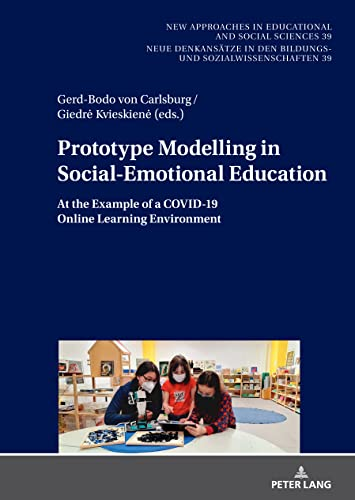 NEW APPROACHES IN EDUCATIONAL
AND SOCIAL SCIENCES 39
NEUE DENKANSÄTZE IN DEN BILDUNGS-
UND SOZIALWISSENSCHAFTEN 39
Gerd-Bodo von Carlsburg /
Giedrė Kvieskienė (eds.)
Prototype Modelling in
Social-Emotional Education
At the Example of a COVID-19
Online Learning Environment
PETER LANG